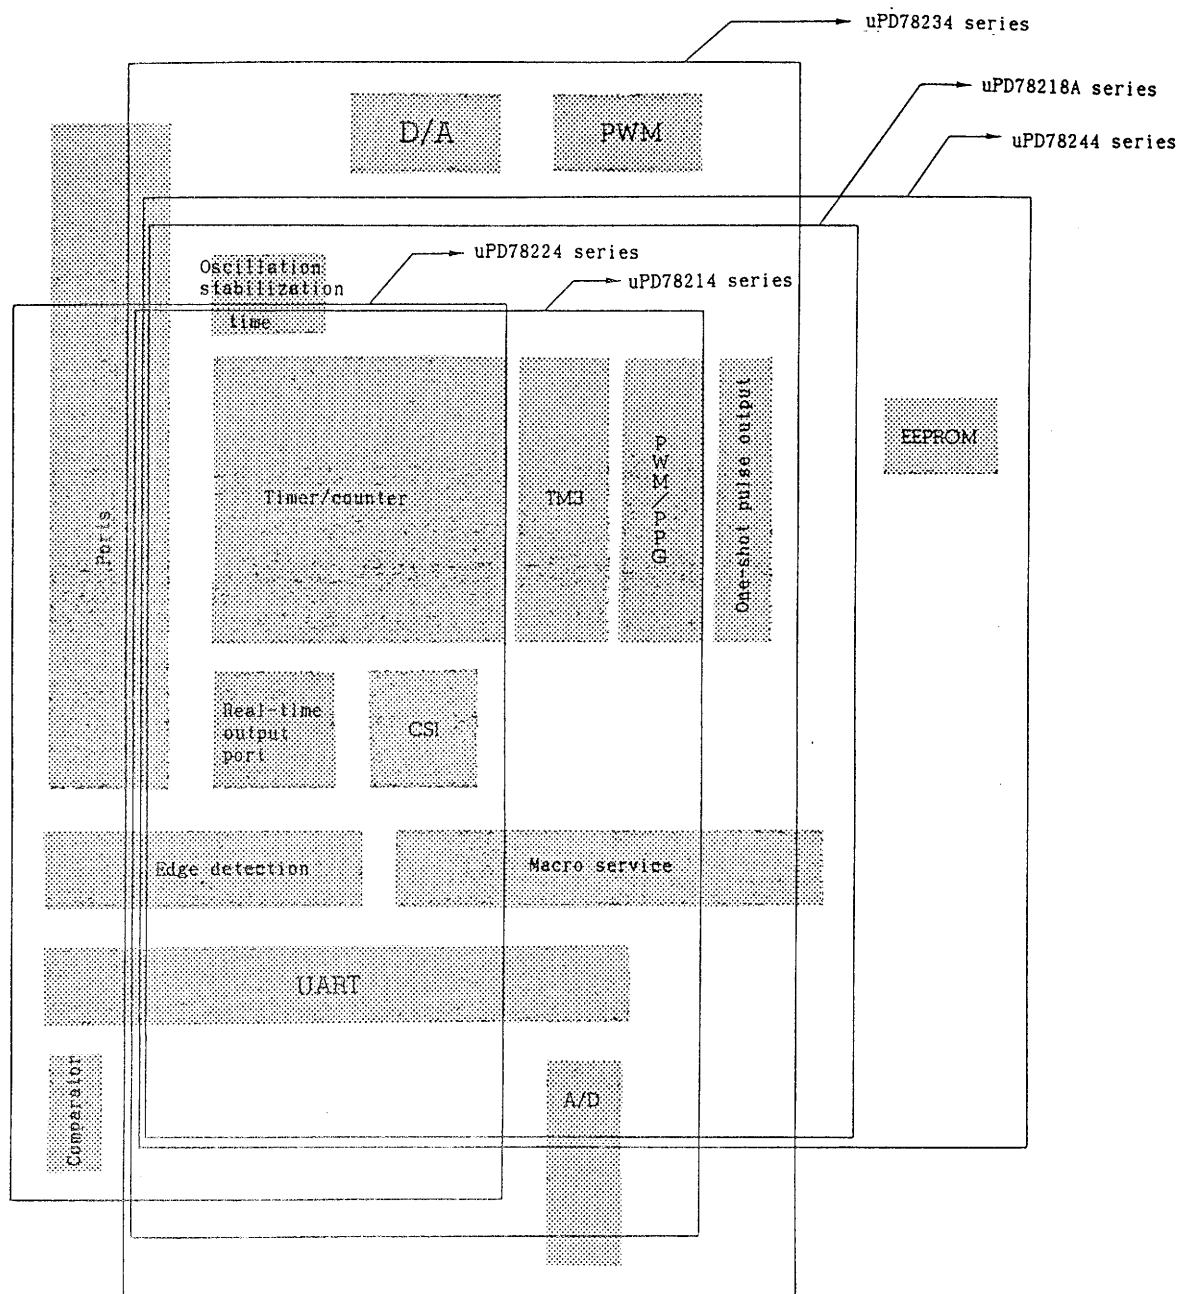 uPD78234 series
uPD78218A series
D/A
PWM
uPD78244 series
uPD78224 series
Oscillation
stabilization
time
uPD78214 series
Ports
Timer/counter
TM3
PWM/PPG
One-shot pulse output
EEPROM
Real-time
output
port
CSI
Edge detection
Macro service
UART
Comparator
A/D